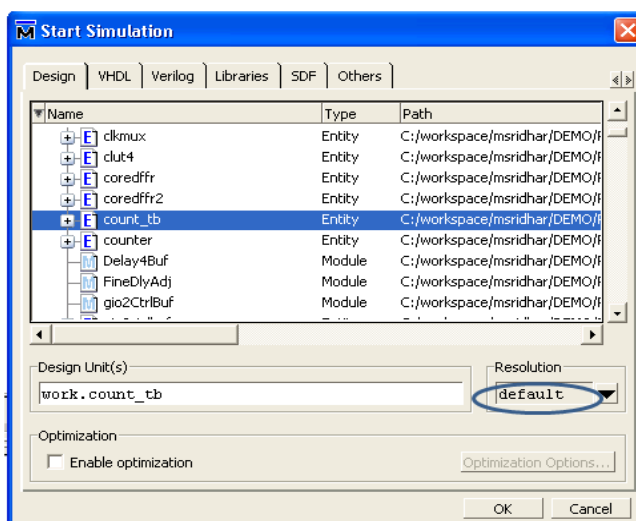 Start Simulation
Design VHDL Verilog Libraries SDF Others
Name Type Path
E clkmux Entity C:/workspace/msridhar/DEMO/F
E clut4 Entity C:/workspace/msridhar/DEMO/F
E coredffr Entity C:/workspace/msridhar/DEMO/F
E coredffr2 Entity C:/workspace/msridhar/DEMO/F
E count_tb Entity C:/workspace/msridhar/DEMO/F
E counter Entity C:/workspace/msridhar/DEMO/F
M Delay4Buf Module C:/workspace/msridhar/DEMO/F
M FineDlyAdj Module C:/workspace/msridhar/DEMO/F
M gio2CtrlBuf Module C:/workspace/msridhar/DEMO/F
Design Unit(s) Resolution
work.count_tb default
Optimization
Enable optimization Optimization Options...
OK Cancel